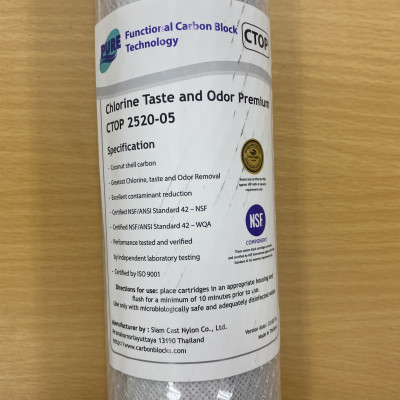 PURE
Functional Carbon Block
Technology
CTOP
Chlorine Taste and Odor Premium
CTOP 2520-05
Specification
- Coconut shell carbon
- Greatest Chlorine, taste and Odor Removal
- Excellent contaminant reduction
- Certified NSF/ANSI Standard 42 – NSF
- Certified NSF/ANSI Standard 42 – WQA
- Performance tested and verified
by independent laboratory testing
- Certified by ISO 9001
NSF
COMPONENT
Directions for use: place cartridges in an appropriate housing and
flush for a minimum of 10 minutes prior to use.
Use only with microbiologically safe and adequately disinfected water
Manufacturer by : Siam Cast Nylon Co., Ltd.
Pranakornsriayuttaya 13190 Thailand
www.carbonblocks.com
Version date